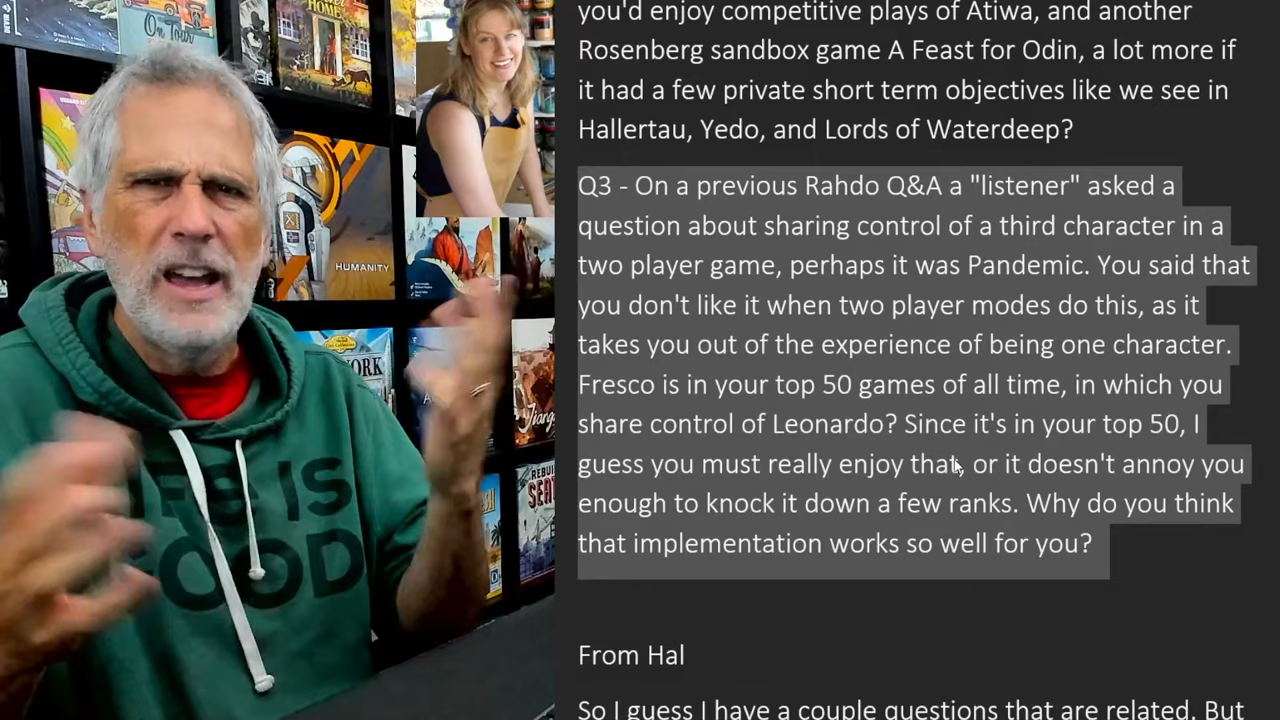 you'd enjoy competitive plays of Atiwa, and another
Rosenberg sandbox game A Feast for Odin, a lot more if
it had a few private short term objectives like we see in
Hallertau, Yedo, and Lords of Waterdeep?
Q3 - On a previous Rahdo Q&A a "listener" asked a
question about sharing control of a third character in a
two player game, perhaps it was Pandemic. You said that
you don't like it when two player modes do this, as it
takes you out of the experience of being one character.
Fresco is in your top 50 games of all time, in which you
share control of Leonardo? Since it's in your top 50, I
guess you must really enjoy that, or it doesn't annoy you
enough to knock it down a few ranks. Why do you think
that implementation works so well for you?
From Hal
So I guess I have a couple questions that are related. But
On Tour
HOME
HUMANITY
LIFE IS